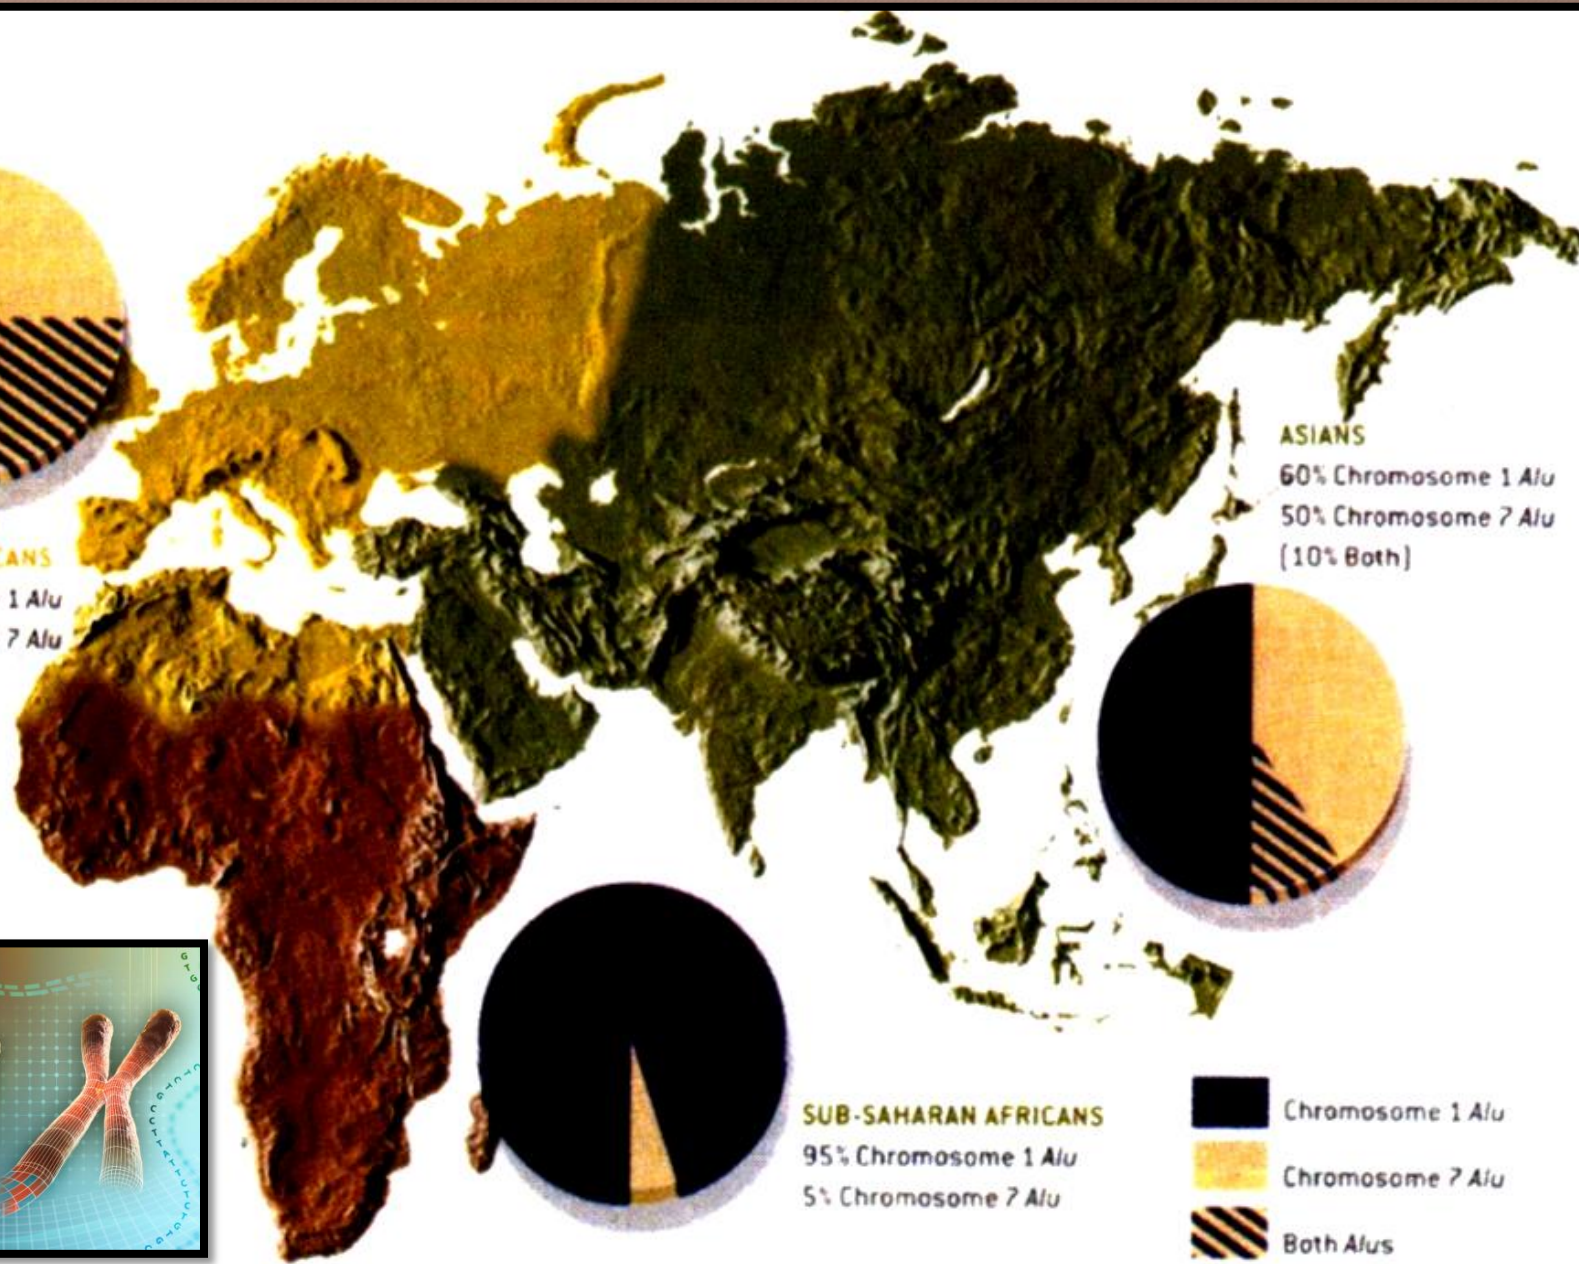 ASIANS
60% Chromosome 1 Alu
50% Chromosome 7 Alu
(10% Both)
CANS
1 Alu
7 Alu
SUB-SAHARAN AFRICANS
95% Chromosome 1 Alu
5% Chromosome 7 Alu
Chromosome 1 Alu
Chromosome 7 Alu
Both Alus